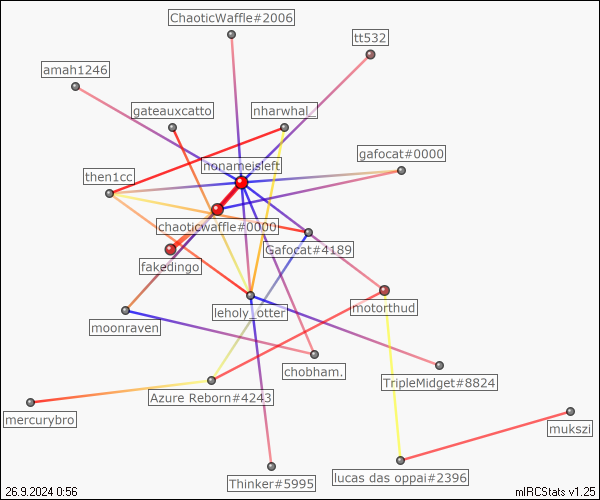 ChaoticWaffle#2006
tt532
amah1246
gateauxcatto
nharwhal_
gafocat#0000
nonameisleft
then1cc
chaoticwaffle#0000
Gafocat#4189
fakedingo
motorthud
leholy_otter
moonraven
chobham.
TripleMidget#8824
Azure Reborn#4243
mercurybro
mukszi
Thinker#5995
lucas das oppai#2396
26.9.2024 0:56
mIRCStats v1.25